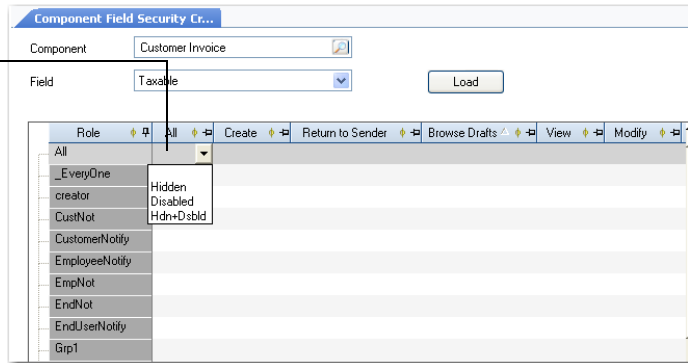 Component Field Security Cr...
Component Customer Invoice
Field Taxable Load
Role All Create Return to Sender Browse Drafts View Modify
All
_EveryOne
Hidden
creator
Disabled
CustNot
Hdn+Dsbld
CustomerNotify
EmployeeNotify
EmpNot
EndNot
EndUserNotify
Grp1